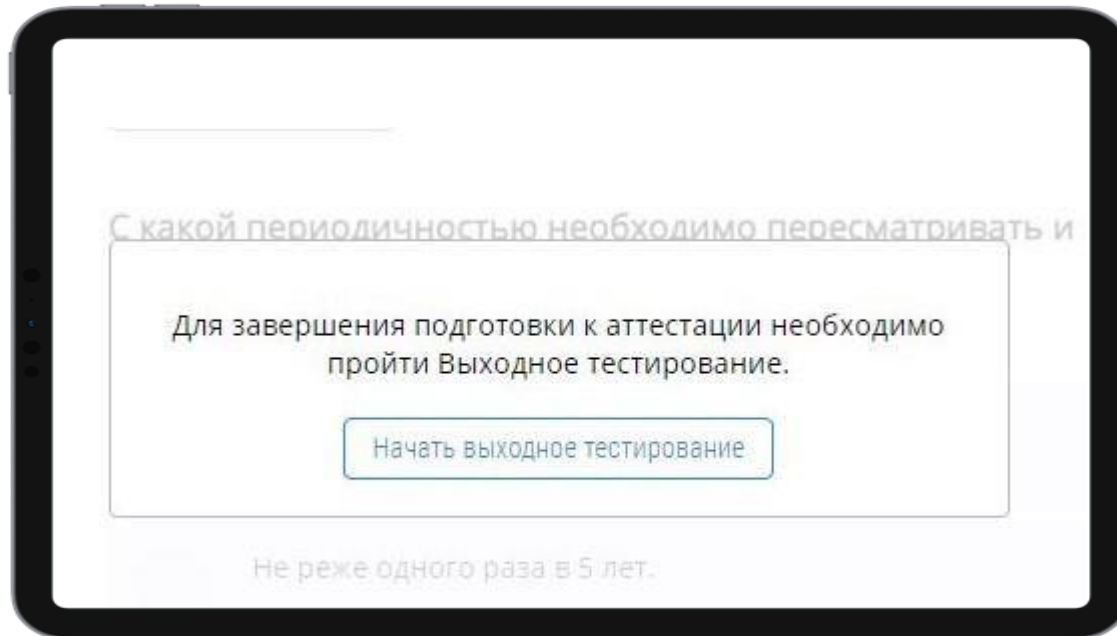 С какой периодичностью необходимо пересматривать и
Для завершения подготовки к аттестации необходимо
пройти Выходное тестирование.
Начать выходное тестирование
Не реже одного раза в 5 лет.